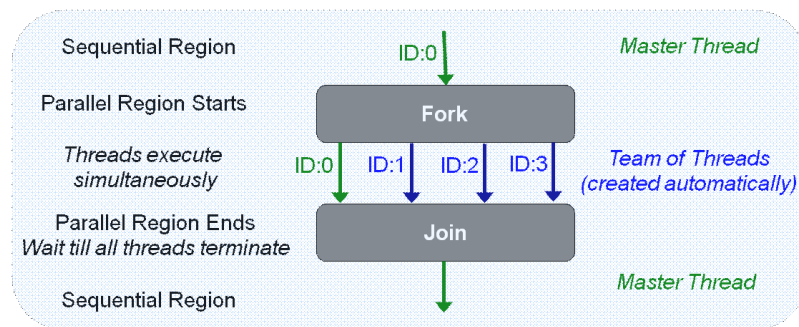 Sequential Region
ID:0
Master Thread
Parallel Region Starts
Fork
Threads execute
simultaneously
ID:0
ID:1
ID:2
ID:3
Team of Threads
(created automatically)
Parallel Region Ends
Wait till all threads terminate
Join
Master Thread
Sequential Region